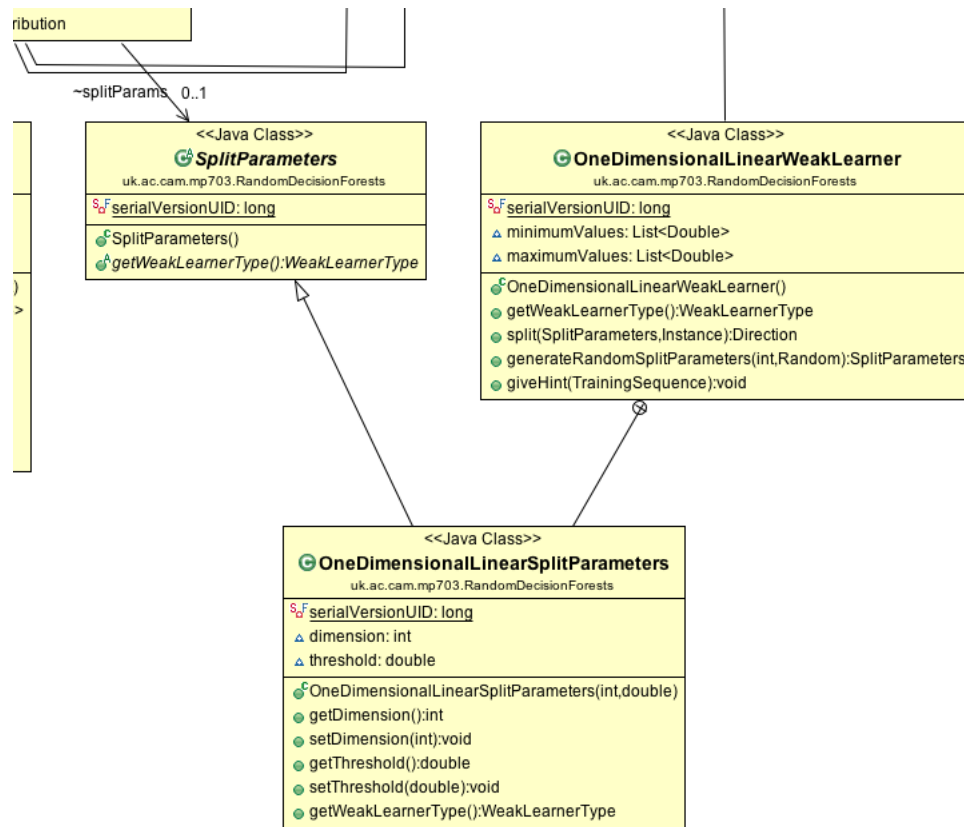 ribution
~splitParams 0..1
<<Java Class>>
SplitParameters
uk.ac.cam.mp703.RandomDecisionForests
serialVersionUID: long
SplitParameters()
getWeakLearnerType():WeakLearnerType
<<Java Class>>
OneDimensionalLinearWeakLearner
uk.ac.cam.mp703.RandomDecisionForests
serialVersionUID: long
minimumValues: List<Double>
maximumValues: List<Double>
OneDimensionalLinearWeakLearner()
getWeakLearnerType():WeakLearnerType
split(SplitParameters,Instance):Direction
generateRandomSplitParameters(int,Random):SplitParameters
giveHint(TrainingSequence):void
)
>
<<Java Class>>
OneDimensionalLinearSplitParameters
uk.ac.cam.mp703.RandomDecisionForests
serialVersionUID: long
dimension: int
threshold: double
OneDimensionalLinearSplitParameters(int,double)
getDimension():int
setDimension(int):void
getThreshold():double
setThreshold(double):void
getWeakLearnerType():WeakLearnerType